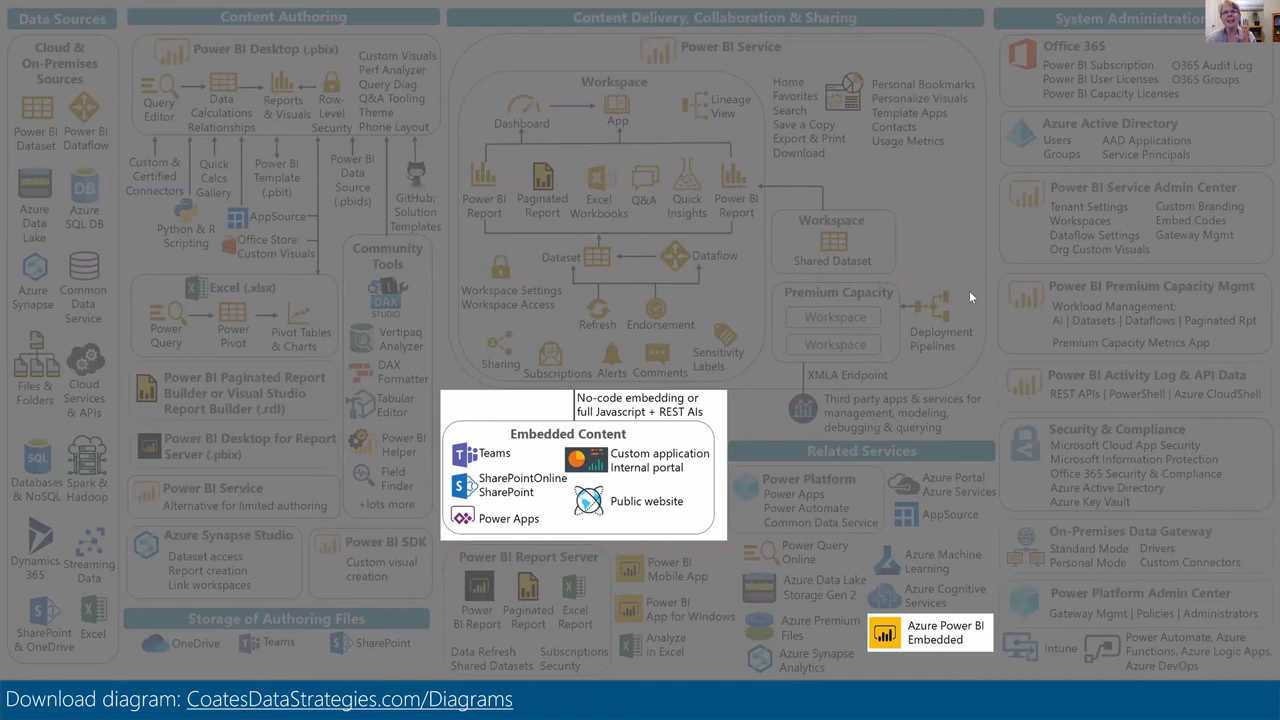 Data Sources
Cloud &
On-Premises
Sources
Power BI
Dataset
Power BI
Dataflow
Azure
Data
Lake
Azure
SQL DB
Azure
Synapse
Common
Data
Service
Files &
Folders
Cloud
Services
& APIs
Databases
& NoSQL
Spark &
Hadoop
Dynamics
365
Streaming
Data
SharePoint
& OneDrive
Excel
Content Authoring
Power BI Desktop (.pbix)
Query
Editor
Data
Calculations
Relationships
Reports
& Visuals
Row-
Level
Security
Custom Visuals
Perf Analyzer
Query Diag
Q&A Tooling
Theme
Phone Layout
Custom &
Certified
Connectors
Quick
Calcs
Gallery
Power BI
Template
(.pbit)
Power BI
Data
Source
(.pbids)
GitHub:
Solution
Templates
Python & R
Scripting
AppSource
Office Store:
Custom Visuals
Excel (.xlsx)
Power
Query
Power
Pivot
Pivot Tables
& Charts
Power BI Paginated Report
Builder or Visual Studio
Report Builder (.rdl)
Power BI Desktop for Report
Server (.pbix)
Power BI Service
Alternative for limited authoring
Azure Synapse Studio
Dataset access
Report creation
Link workspaces
Power BI SDK
Custom visual
creation
Community
Tools
DAX
STUDIO
Vertipaq
Analyzer
DAX
Formatter
Tabular
Editor
Power BI
Helper
Field
Finder
+lots more
Storage of Authoring Files
OneDrive
Teams
SharePoint
Content Delivery, Collaboration & Sharing
Power BI Service
Workspace
Dashboard
App
Lineage
View
Power BI
Report
Paginated
Report
Excel
Workbooks
Q&A
Quick
Insights
Power BI
Report
Dataset
Dataflow
Workspace Settings
Workspace Access
Refresh
Endorsement
Sharing
Subscriptions
Alerts
Comments
Sensitivity
Labels
Home
Favorites
Search
Save a Copy
Export & Print
Download
Personal Bookmarks
Personalize Visuals
Template Apps
Contacts
Usage Metrics
Workspace
Shared Dataset
Premium Capacity
Workspace
Workspace
Deployment
Pipelines
XMLA Endpoint
Third party apps & services for
management, modeling,
debugging & querying
No-code embedding or
full Javascript + REST AIs
Embedded Content
Teams
SharePointOnline
SharePoint
Power Apps
Custom application
Internal portal
Public website
Power BI Report Server
Power
BI Report
Paginated
Report
Excel
Report
Data Refresh
Shared Datasets
Subscriptions
Security
Power BI
Mobile App
Power BI
App for Windows
Analyze
in Excel
Related Services
Power Platform
Power Apps
Power Automate
Common Data Service
Azure Portal
Azure Services
AppSource
Power Query
Online
Azure Machine
Learning
Azure Data Lake
Storage Gen 2
Azure Cognitive
Services
Azure Premium
Files
Azure Power BI
Embedded
Azure Synapse
Analytics
System Administration
Office 365
Power BI Subscription
Power BI User Licenses
Power BI Capacity Licenses
O365 Audit Log
O365 Groups
Azure Active Directory
Users
Groups
AAD Applications
Service Principals
Power BI Service Admin Center
Tenant Settings
Workspaces
Dataflow Settings
Org Custom Visuals
Custom Branding
Embed Codes
Gateway Mgmt
Power BI Premium Capacity Mgmt
Workload Management:
AI | Datasets | Dataflows | Paginated Rpt
Premium Capacity Metrics App
Power BI Activity Log & API Data
REST APIs | PowerShell | Azure CloudShell
Security & Compliance
Microsoft Cloud App Security
Microsoft Information Protection
Office 365 Security & Compliance
Azure Active Directory
Azure Key Vault
On-Premises Data Gateway
Standard Mode
Personal Mode
Drivers
Custom Connectors
Power Platform Admin Center
Gateway Mgmt | Policies | Administrators
Intune
Power Automate, Azure
Functions, Azure Logic Apps,
Azure DevOps
Download diagram: CoatesDataStrategies.com/Diagrams